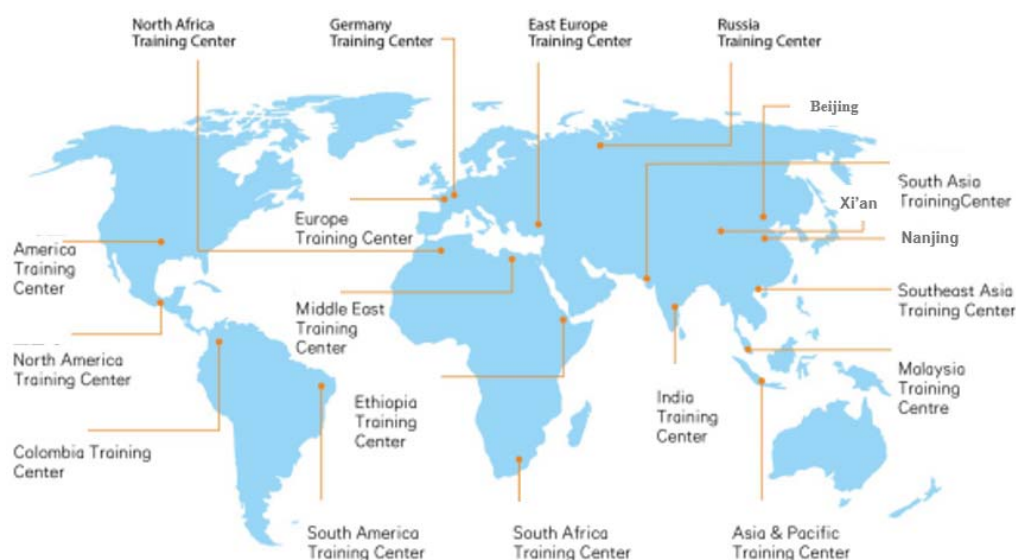 North Africa
Training Center
Germany
Training Center
East Europe
Training Center
Russia
Training Center
Beijing
South Asia
TrainingCenter
Xi'an
Nanjing
Europe
Training Center
America
Training
Center
Southeast Asia
Training Center
Middle East
Training
Center
North America
Training Center
Malaysia
Training
Centre
Ethiopia
Training
Center
India
Training
Center
Colombia Training
Center
South America
Training Center
South Africa
Training Center
Asia & Pacific
Training Center